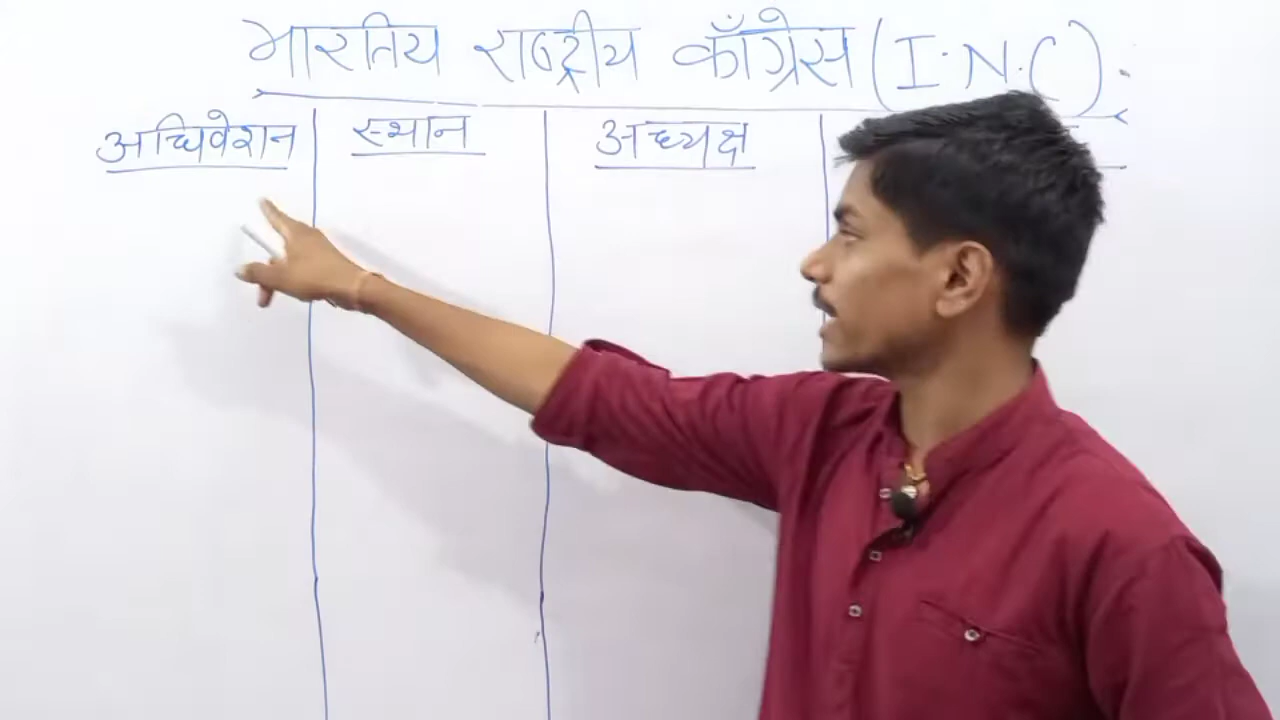 भारतिय राष्ट्रीय काँग्रेस (I.N.C).
अधिवेशन स्थान अध्यक्ष